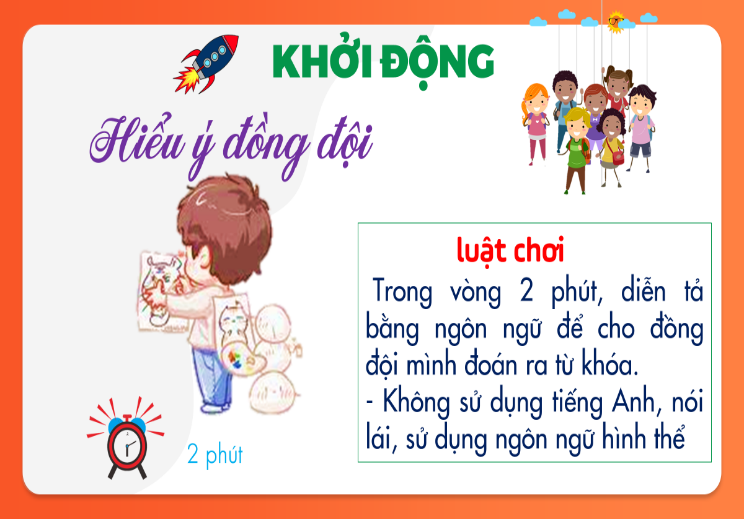 KHỞI ĐỘNG
Hiểu ý đồng đội
luật chơi
Trong vòng 2 phút, diễn tả
bằng ngôn ngữ để cho đồng
đội mình đoán ra từ khóa.
- Không sử dụng tiếng Anh, nói
lái, sử dụng ngôn ngữ hình thể
2 phút